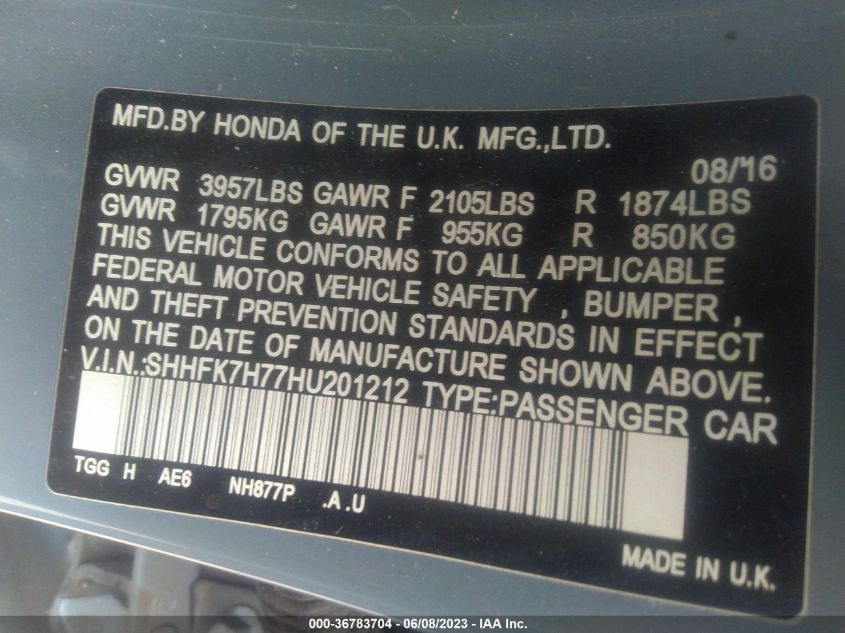 MFD.BY HONDA OF THE U.K. MFG.,LTD.
08/'16
GVWR 3957LBS GAWR F 2105LBS R 1874LBS
GVWR 1795KG GAWR F 955KG R 850KG
THIS VEHICLE CONFORMS TO ALL APPLICABLE
FEDERAL MOTOR VEHICLE SAFETY , BUMPER ,
AND THEFT PREVENTION STANDARDS IN EFFECT
ON THE DATE OF MANUFACTURE SHOWN ABOVE.
V.I.N.:SHHFK7H77HU201212 TYPE:PASSENGER CAR
TGG H AE6 NH877P .A .U
MADE IN U.K.
000-36783704 - 06/08/2023 - IAA Inc.